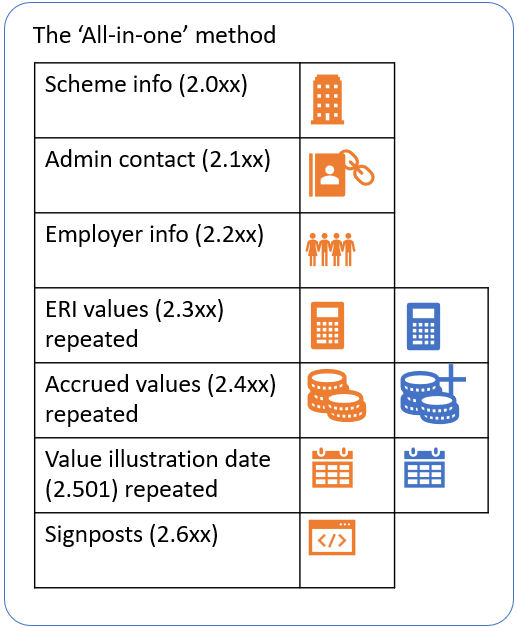 The ‘All-in-one’ method
Scheme info (2.0xx)
Admin contact (2.1xx)
Employer info (2.2xx)
ERI values (2.3xx)
repeated
Accrued values (2.4xx)
repeated
Value illustration date
(2.501) repeated
Signposts (2.6xx)